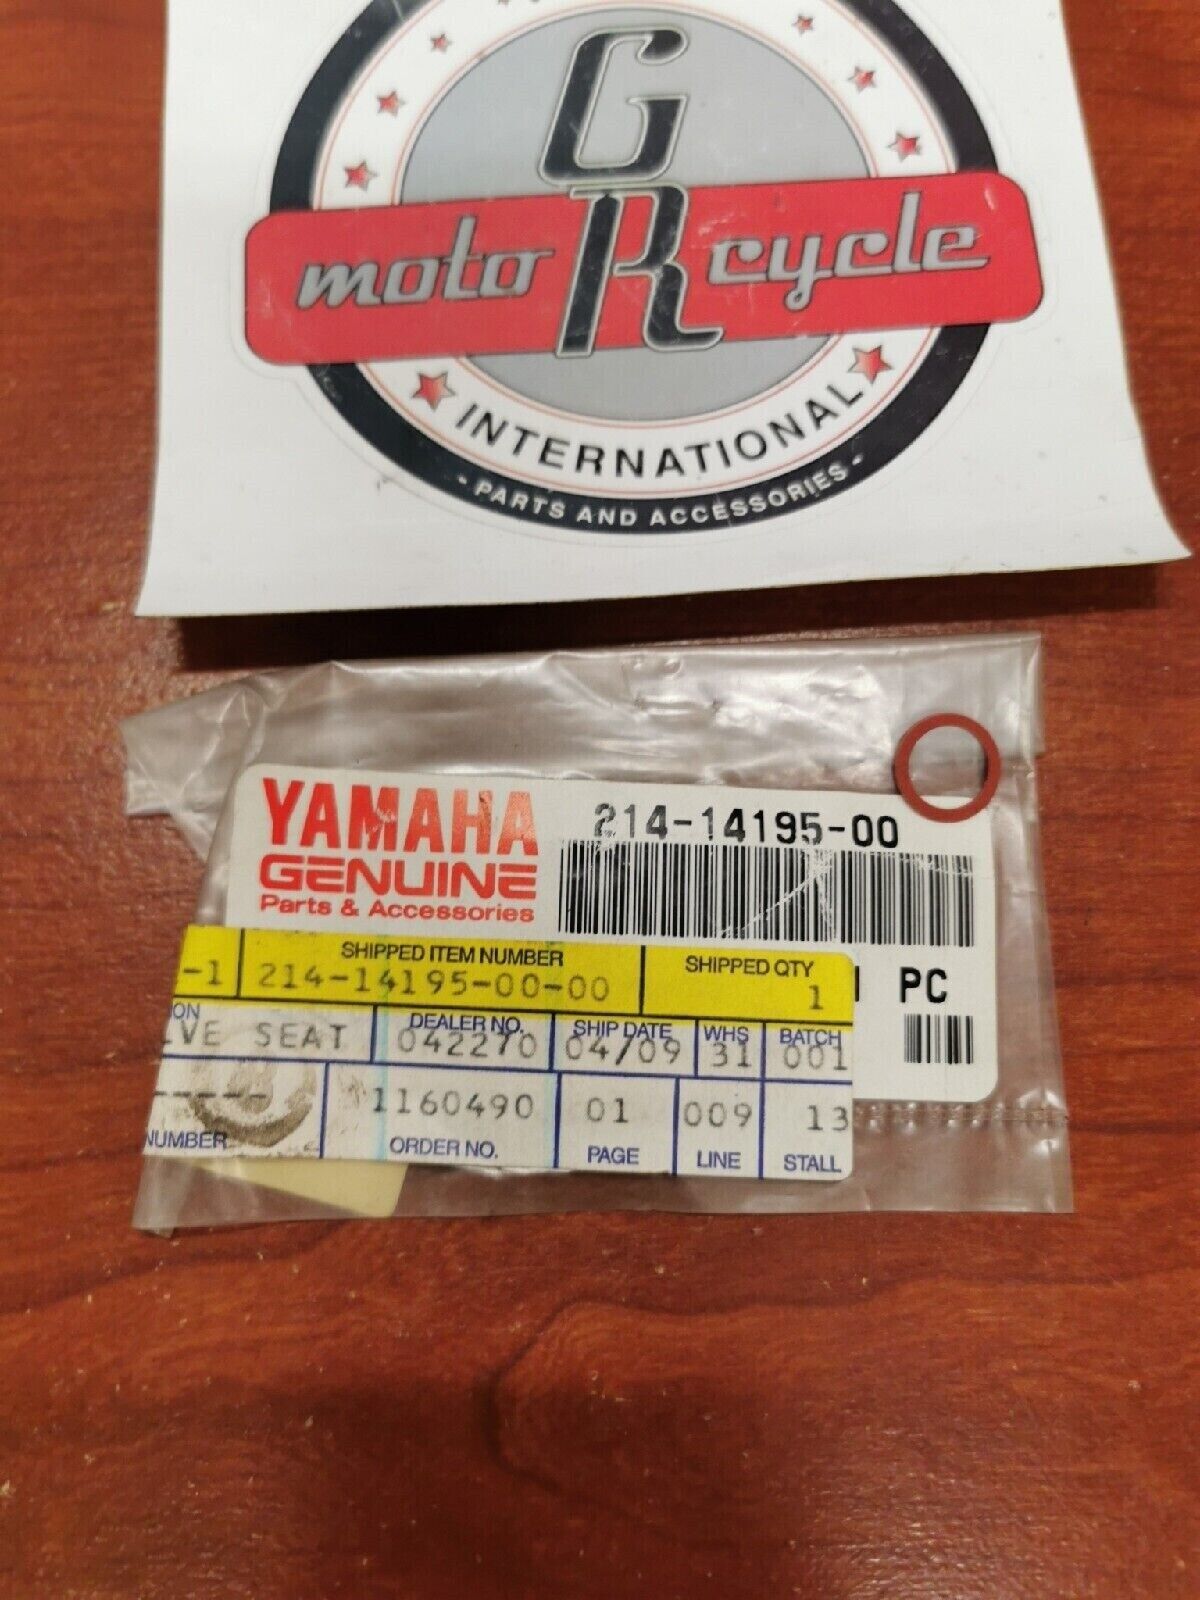 G
moto R cycle
INTERNATIONAL
- PARTS AND ACCESSORIES -
YAMAHA
GENUINE
Parts & Accessories
214-14195-00
PC
SHIPPED ITEM NUMBER
SHIPPED QTY
-1 214-14195-00-00 1
ON DEALER NO. SHIP DATE WHS BATCH
LVE SEAT 042270 04/09 31 001
1160490 01 009 13
NUMBER ORDER NO. PAGE LINE STALL